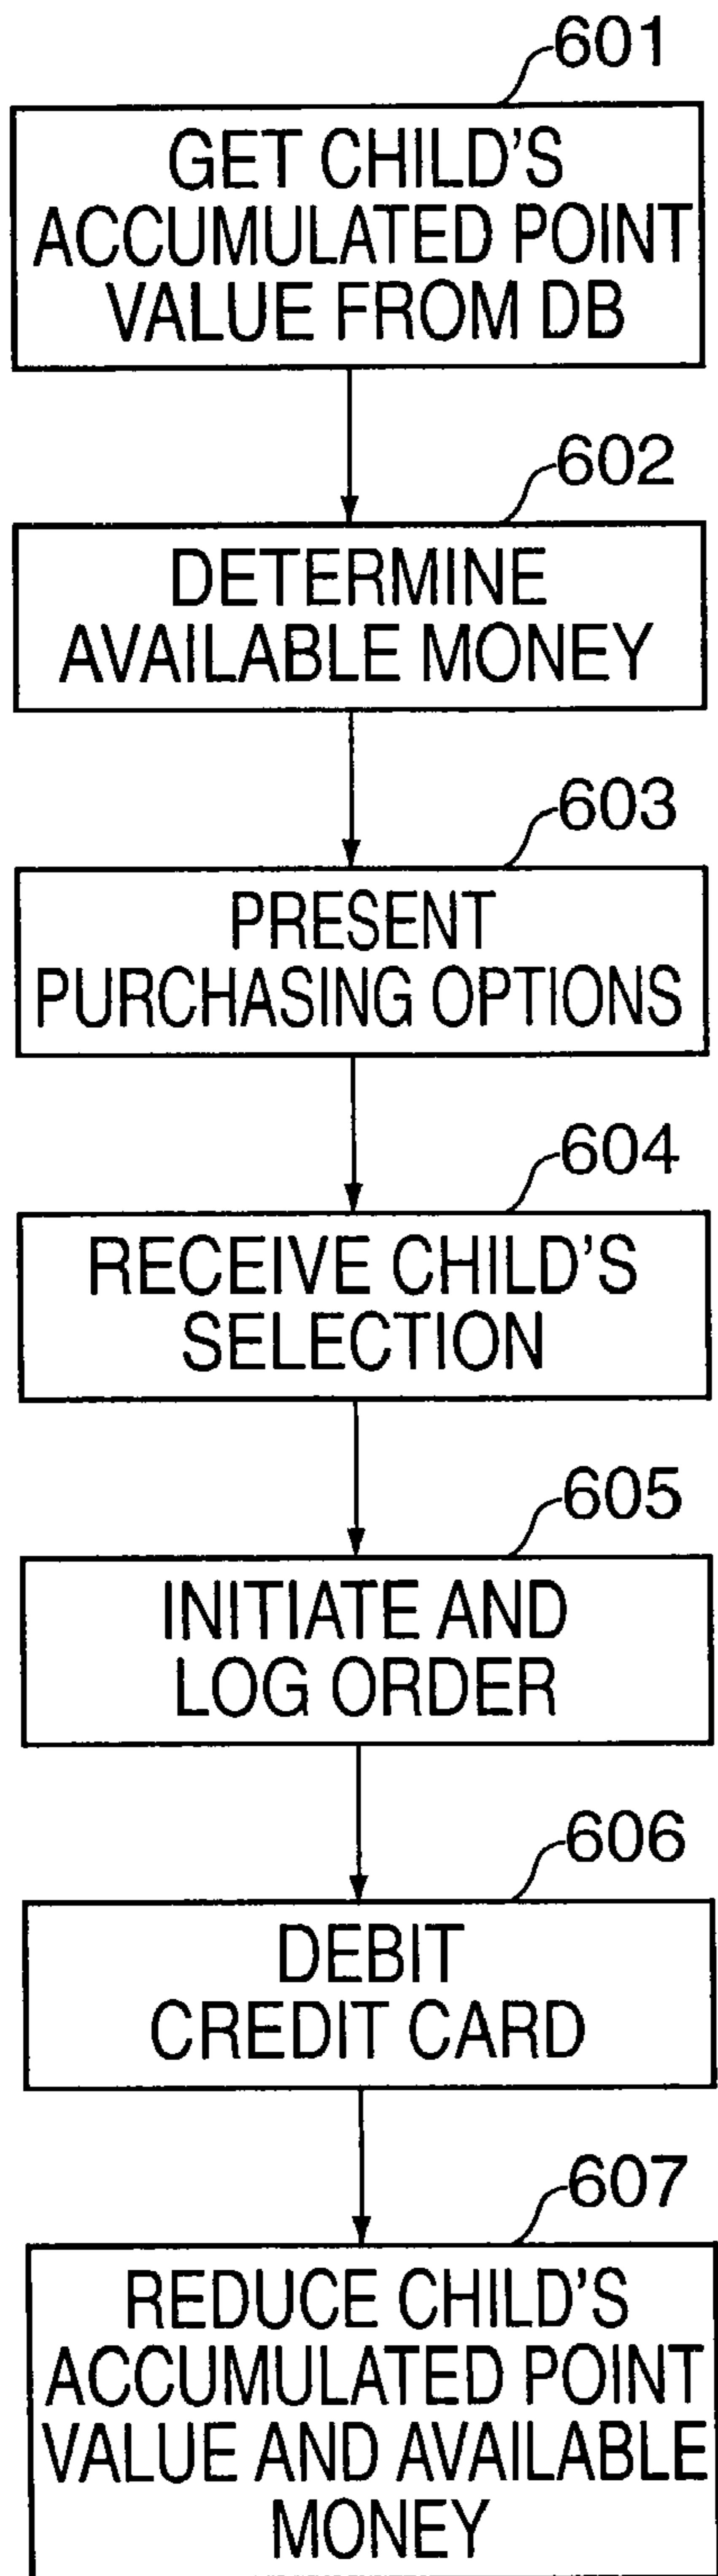 601
GET CHILD'S
ACCUMULATED POINT
VALUE FROM DB
602
DETERMINE
AVAILABLE MONEY
603
PRESENT
PURCHASING OPTIONS
604
RECEIVE CHILD'S
SELECTION
605
INITIATE AND
LOG ORDER
606
DEBIT
CREDIT CARD
607
REDUCE CHILD'S
ACCUMULATED POINT
VALUE AND AVAILABLE
MONEY